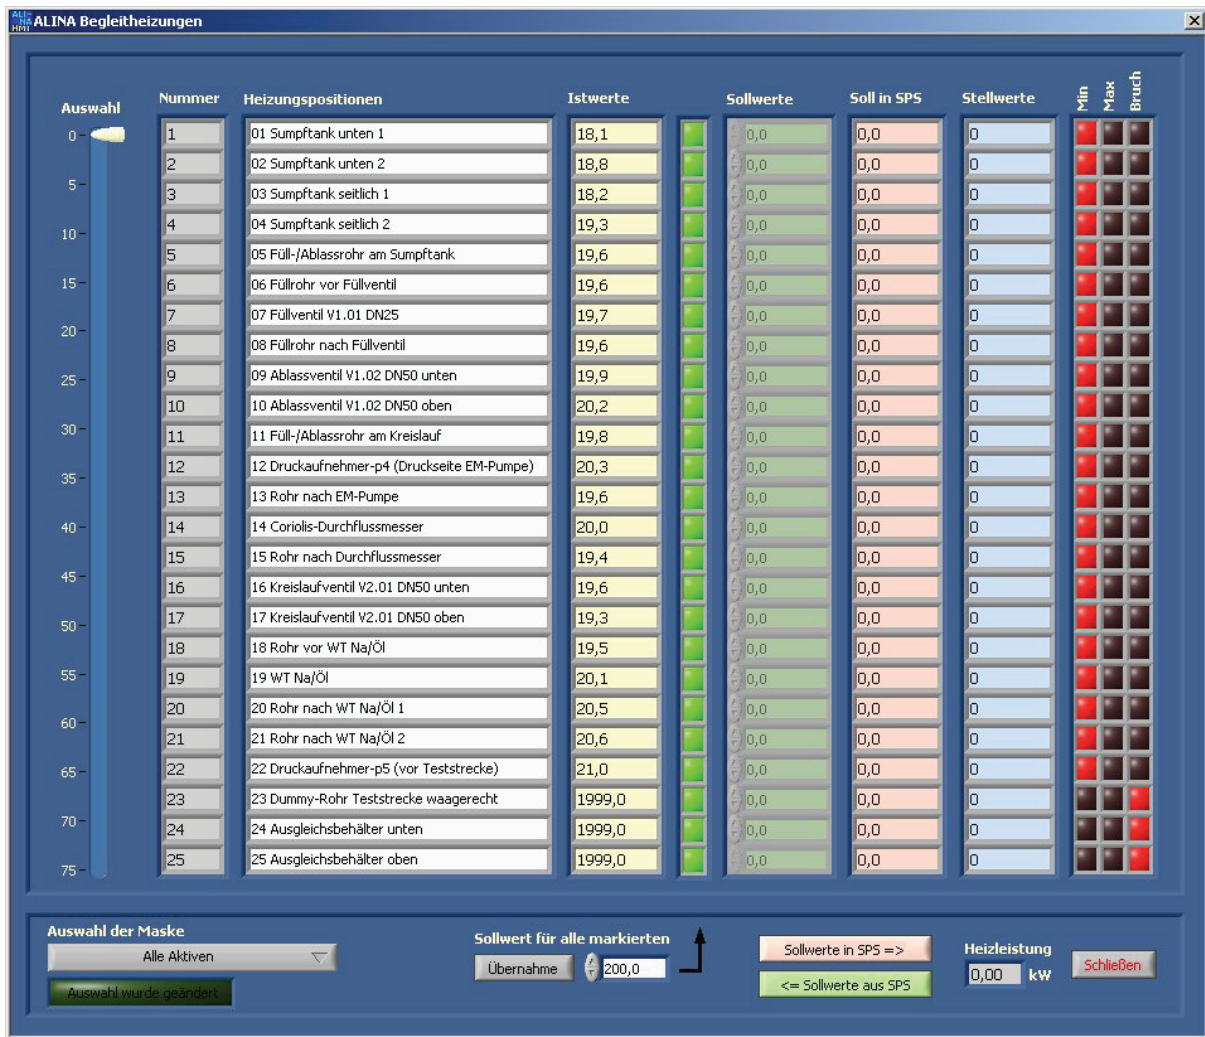 ALI-
NA
HMI
ALINA Begleitheizungen
Auswahl Nummer Heizungspositionen Istwerte Sollwerte Soll in SPS Stellwerte Min Max Bruch
0
5
10
15
20
25
30
35
40
45
50
55
60
65
70
75
1 01 Sumpftank unten 1 18,1 0,0 0,0 0
2 02 Sumpftank unten 2 18,8 0,0 0,0 0
3 03 Sumpftank seitlich 1 18,2 0,0 0,0 0
4 04 Sumpftank seitlich 2 19,3 0,0 0,0 0
5 05 Füll-/Ablassrohr am Sumpftank 19,6 0,0 0,0 0
6 06 Füllrohr vor Füllventil 19,6 0,0 0,0 0
7 07 Füllventil V1.01 DN25 19,7 0,0 0,0 0
8 08 Füllrohr nach Füllventil 19,6 0,0 0,0 0
9 09 Ablassventil V1.02 DN50 unten 19,9 0,0 0,0 0
10 10 Ablassventil V1.02 DN50 oben 20,2 0,0 0,0 0
11 11 Füll-/Ablassrohr am Kreislauf 19,8 0,0 0,0 0
12 12 Druckaufnehmer-p4 (Druckseite EM-Pumpe) 20,3 0,0 0,0 0
13 13 Rohr nach EM-Pumpe 19,6 0,0 0,0 0
14 14 Coriolis-Durchflussmesser 20,0 0,0 0,0 0
15 15 Rohr nach Durchflussmesser 19,4 0,0 0,0 0
16 16 Kreislaufventil V2.01 DN50 unten 19,6 0,0 0,0 0
17 17 Kreislaufventil V2.01 DN50 oben 19,3 0,0 0,0 0
18 18 Rohr vor WT Na/Öl 19,5 0,0 0,0 0
19 19 WT Na/Öl 20,1 0,0 0,0 0
20 20 Rohr nach WT Na/Öl 1 20,5 0,0 0,0 0
21 21 Rohr nach WT Na/Öl 2 20,6 0,0 0,0 0
22 22 Druckaufnehmer-p5 (vor Teststrecke) 21,0 0,0 0,0 0
23 23 Dummy-Rohr Teststrecke waagerecht 1999,0 0,0 0,0 0
24 24 Ausgleichsbehälter unten 1999,0 0,0 0,0 0
25 25 Ausgleichsbehälter oben 1999,0 0,0 0,0 0
Auswahl der Maske
Alle Aktiven
Auswahl wurde geändert
Sollwert für alle markierten
Übernahme 200,0
Sollwerte in SPS =>
<= Sollwerte aus SPS
Heizleistung
0,00 kW
Schließen